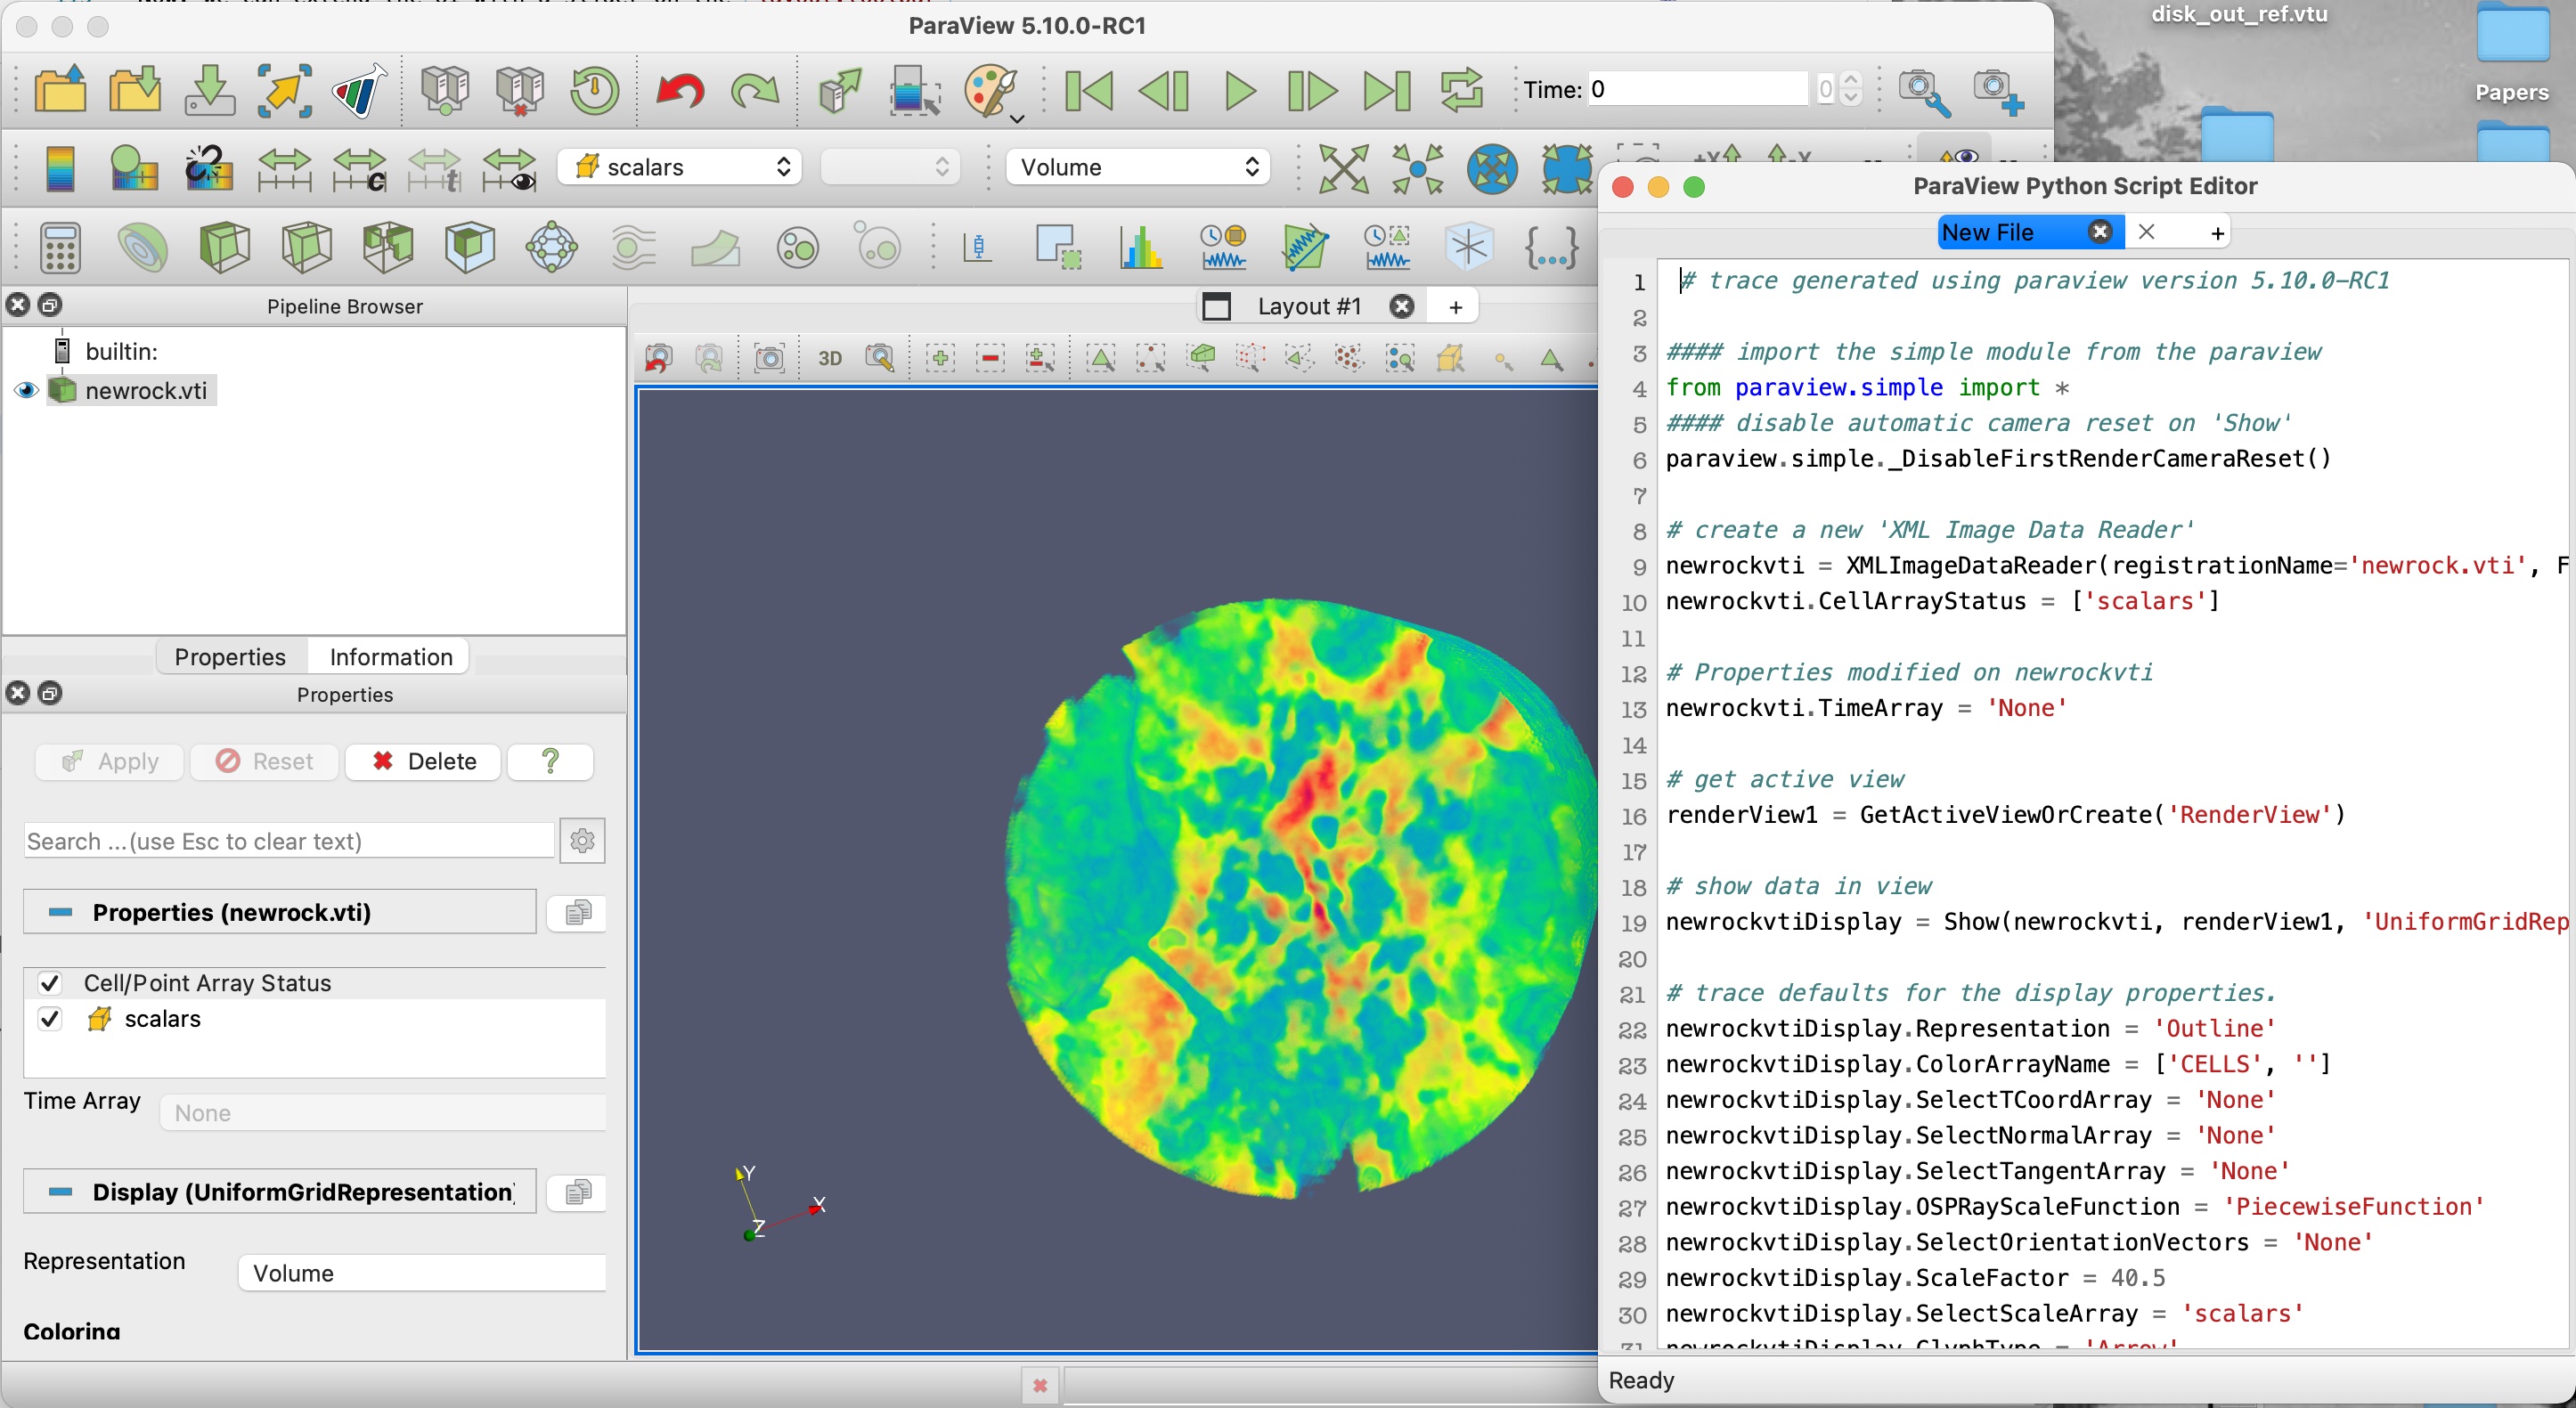 disk_out_ref.vtu
Papers
ParaView 5.10.0-RC1
Time: 0
0
scalars
Volume
+X
-X
c
t
Pipeline Browser
builtin:
newrock.vti
Properties
Information
Properties
Apply
Reset
Delete
?
Search ...(use Esc to clear text)
Properties (newrock.vti)
Cell/Point Array Status
scalars
Time Array
None
Display (UniformGridRepresentation)
Representation
Volume
Coloring
Layout #1
+
3D
Y
X
Z
ParaView Python Script Editor
New File
+
1 # trace generated using paraview version 5.10.0-RC1
2
3 #### import the simple module from the paraview
4 from paraview.simple import *
5 #### disable automatic camera reset on 'Show'
6 paraview.simple._DisableFirstRenderCameraReset()
7
8 # create a new 'XML Image Data Reader'
9 newrockvti = XMLImageDataReader(registrationName='newrock.vti', F
10 newrockvti.CellArrayStatus = ['scalars']
11
12 # Properties modified on newrockvti
13 newrockvti.TimeArray = 'None'
14
15 # get active view
16 renderView1 = GetActiveViewOrCreate('RenderView')
17
18 # show data in view
19 newrockvtiDisplay = Show(newrockvti, renderView1, 'UniformGridRep
20
21 # trace defaults for the display properties.
22 newrockvtiDisplay.Representation = 'Outline'
23 newrockvtiDisplay.ColorArrayName = ['CELLS', '']
24 newrockvtiDisplay.SelectTCoordArray = 'None'
25 newrockvtiDisplay.SelectNormalArray = 'None'
26 newrockvtiDisplay.SelectTangentArray = 'None'
27 newrockvtiDisplay.OSPRayScaleFunction = 'PiecewiseFunction'
28 newrockvtiDisplay.SelectOrientationVectors = 'None'
29 newrockvtiDisplay.ScaleFactor = 40.5
30 newrockvtiDisplay.SelectScaleArray = 'scalars'
31 newrockvtiDisplay.GlyphType = 'Arrow'
Ready